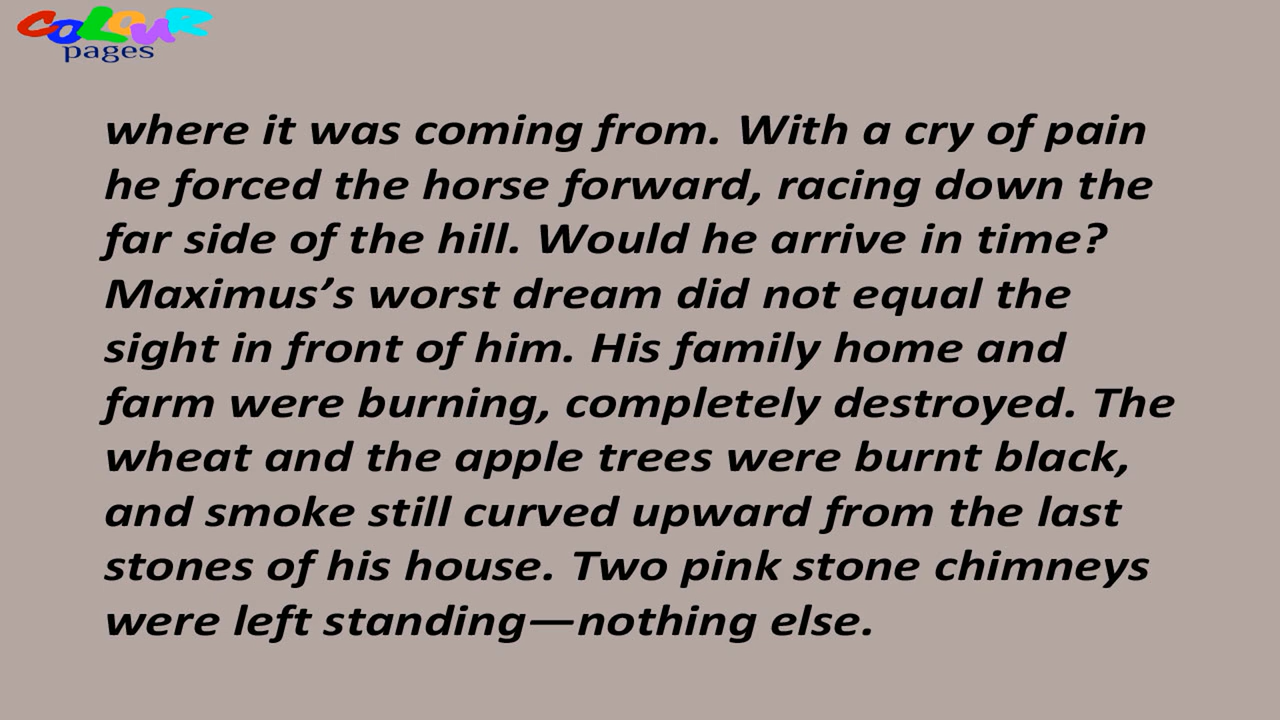 COLOUR
pages
where it was coming from. With a cry of pain
he forced the horse forward, racing down the
far side of the hill. Would he arrive in time?
Maximus’s worst dream did not equal the
sight in front of him. His family home and
farm were burning, completely destroyed. The
wheat and the apple trees were burnt black,
and smoke still curved upward from the last
stones of his house. Two pink stone chimneys
were left standing—nothing else.